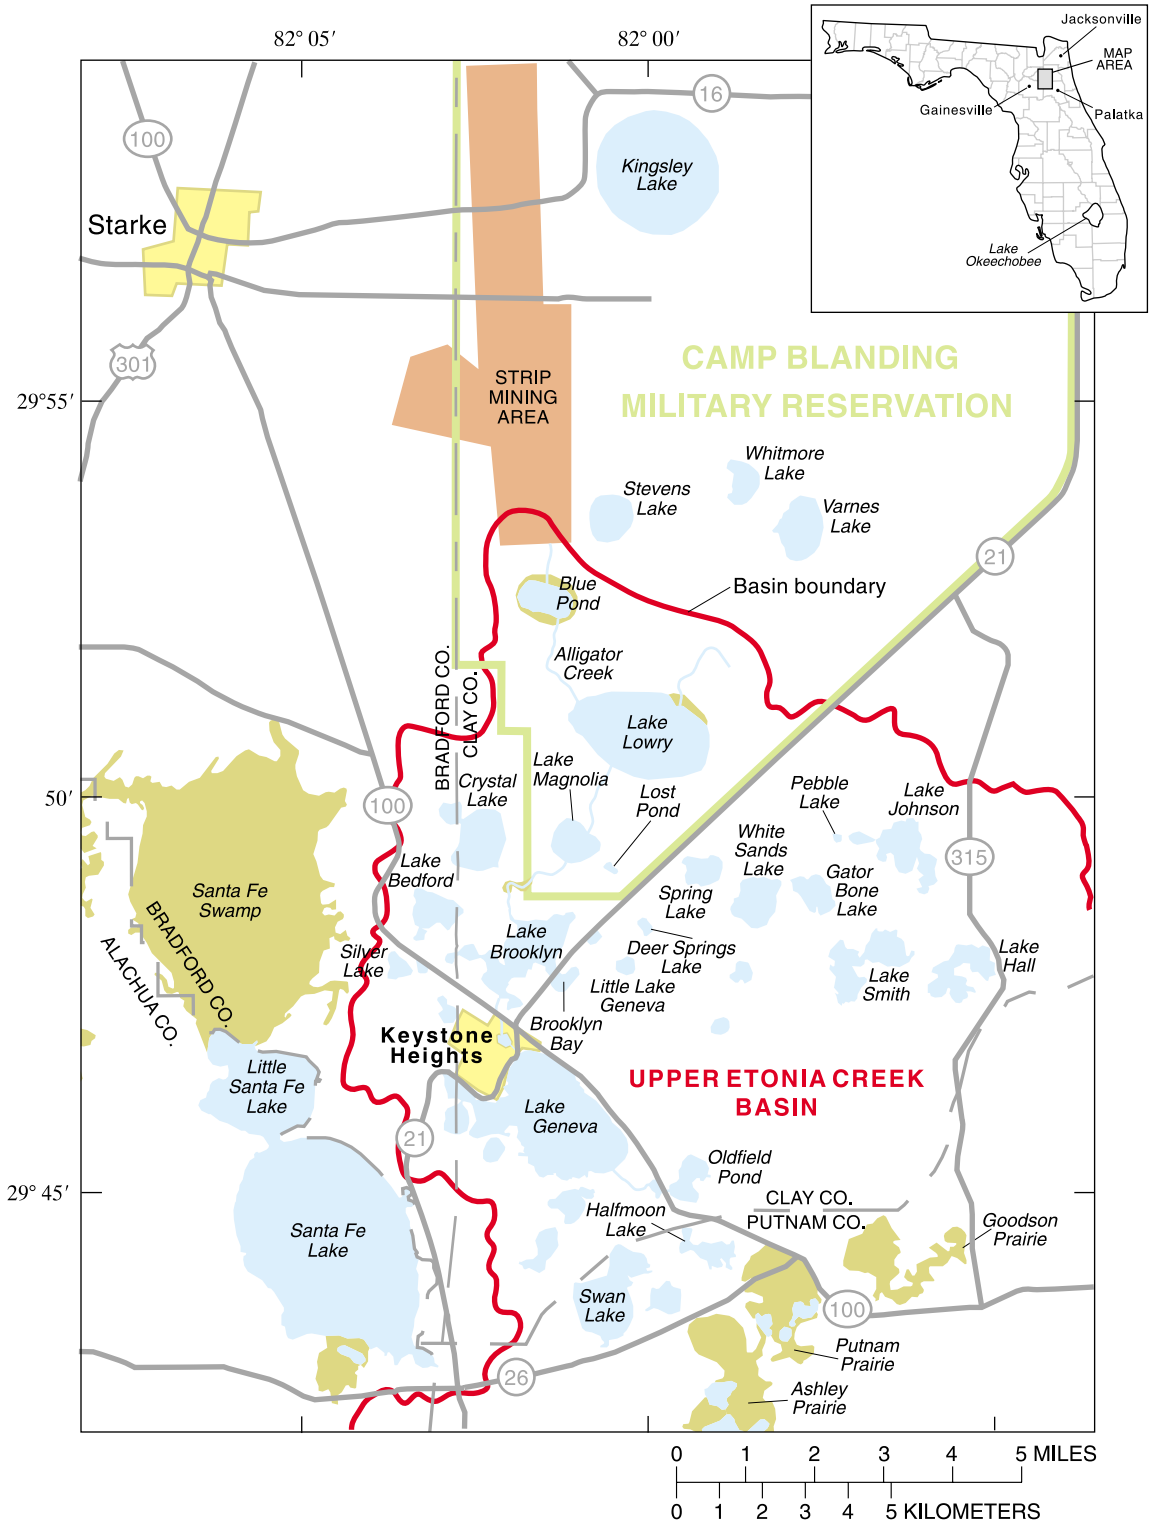 82° 05′
82° 00′
Jacksonville
MAP
AREA
Gainesville
Palatka
Lake
Okeechobee
16
100
Kingsley
Lake
Starke
301
29° 55′
STRIP
MINING
AREA
CAMP BLANDING
MILITARY RESERVATION
Whitmore
Lake
Stevens
Lake
Varnes
Lake
21
Blue
Pond
Basin boundary
Alligator
Creek
BRADFORD CO.
CLAY CO.
Lake
Lowry
Lake
Magnolia
Crystal
Lake
Lost
Pond
Pebble
Lake
Lake
Johnson
50′
100
White
Sands
Lake
315
Lake
Bedford
Gator
Bone
Lake
Santa Fe
Swamp
Spring
Lake
BRADFORD CO.
ALACHUA CO.
Lake
Brooklyn
Deer Springs
Lake
Silver
Lake
Lake
Hall
Lake
Smith
Little Lake
Geneva
Brooklyn
Bay
Keystone
Heights
Little
Santa Fe
Lake
UPPER ETONIA CREEK
BASIN
Lake
Geneva
21
Oldfield
Pond
29° 45′
CLAY CO.
PUTNAM CO.
Halfmoon
Lake
Goodson
Prairie
Santa Fe
Lake
Swan
Lake
100
Putnam
Prairie
26
Ashley
Prairie
0 1 2 3 4 5 MILES
0 1 2 3 4 5 KILOMETERS